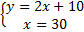 y = 2x + 10
x = 30